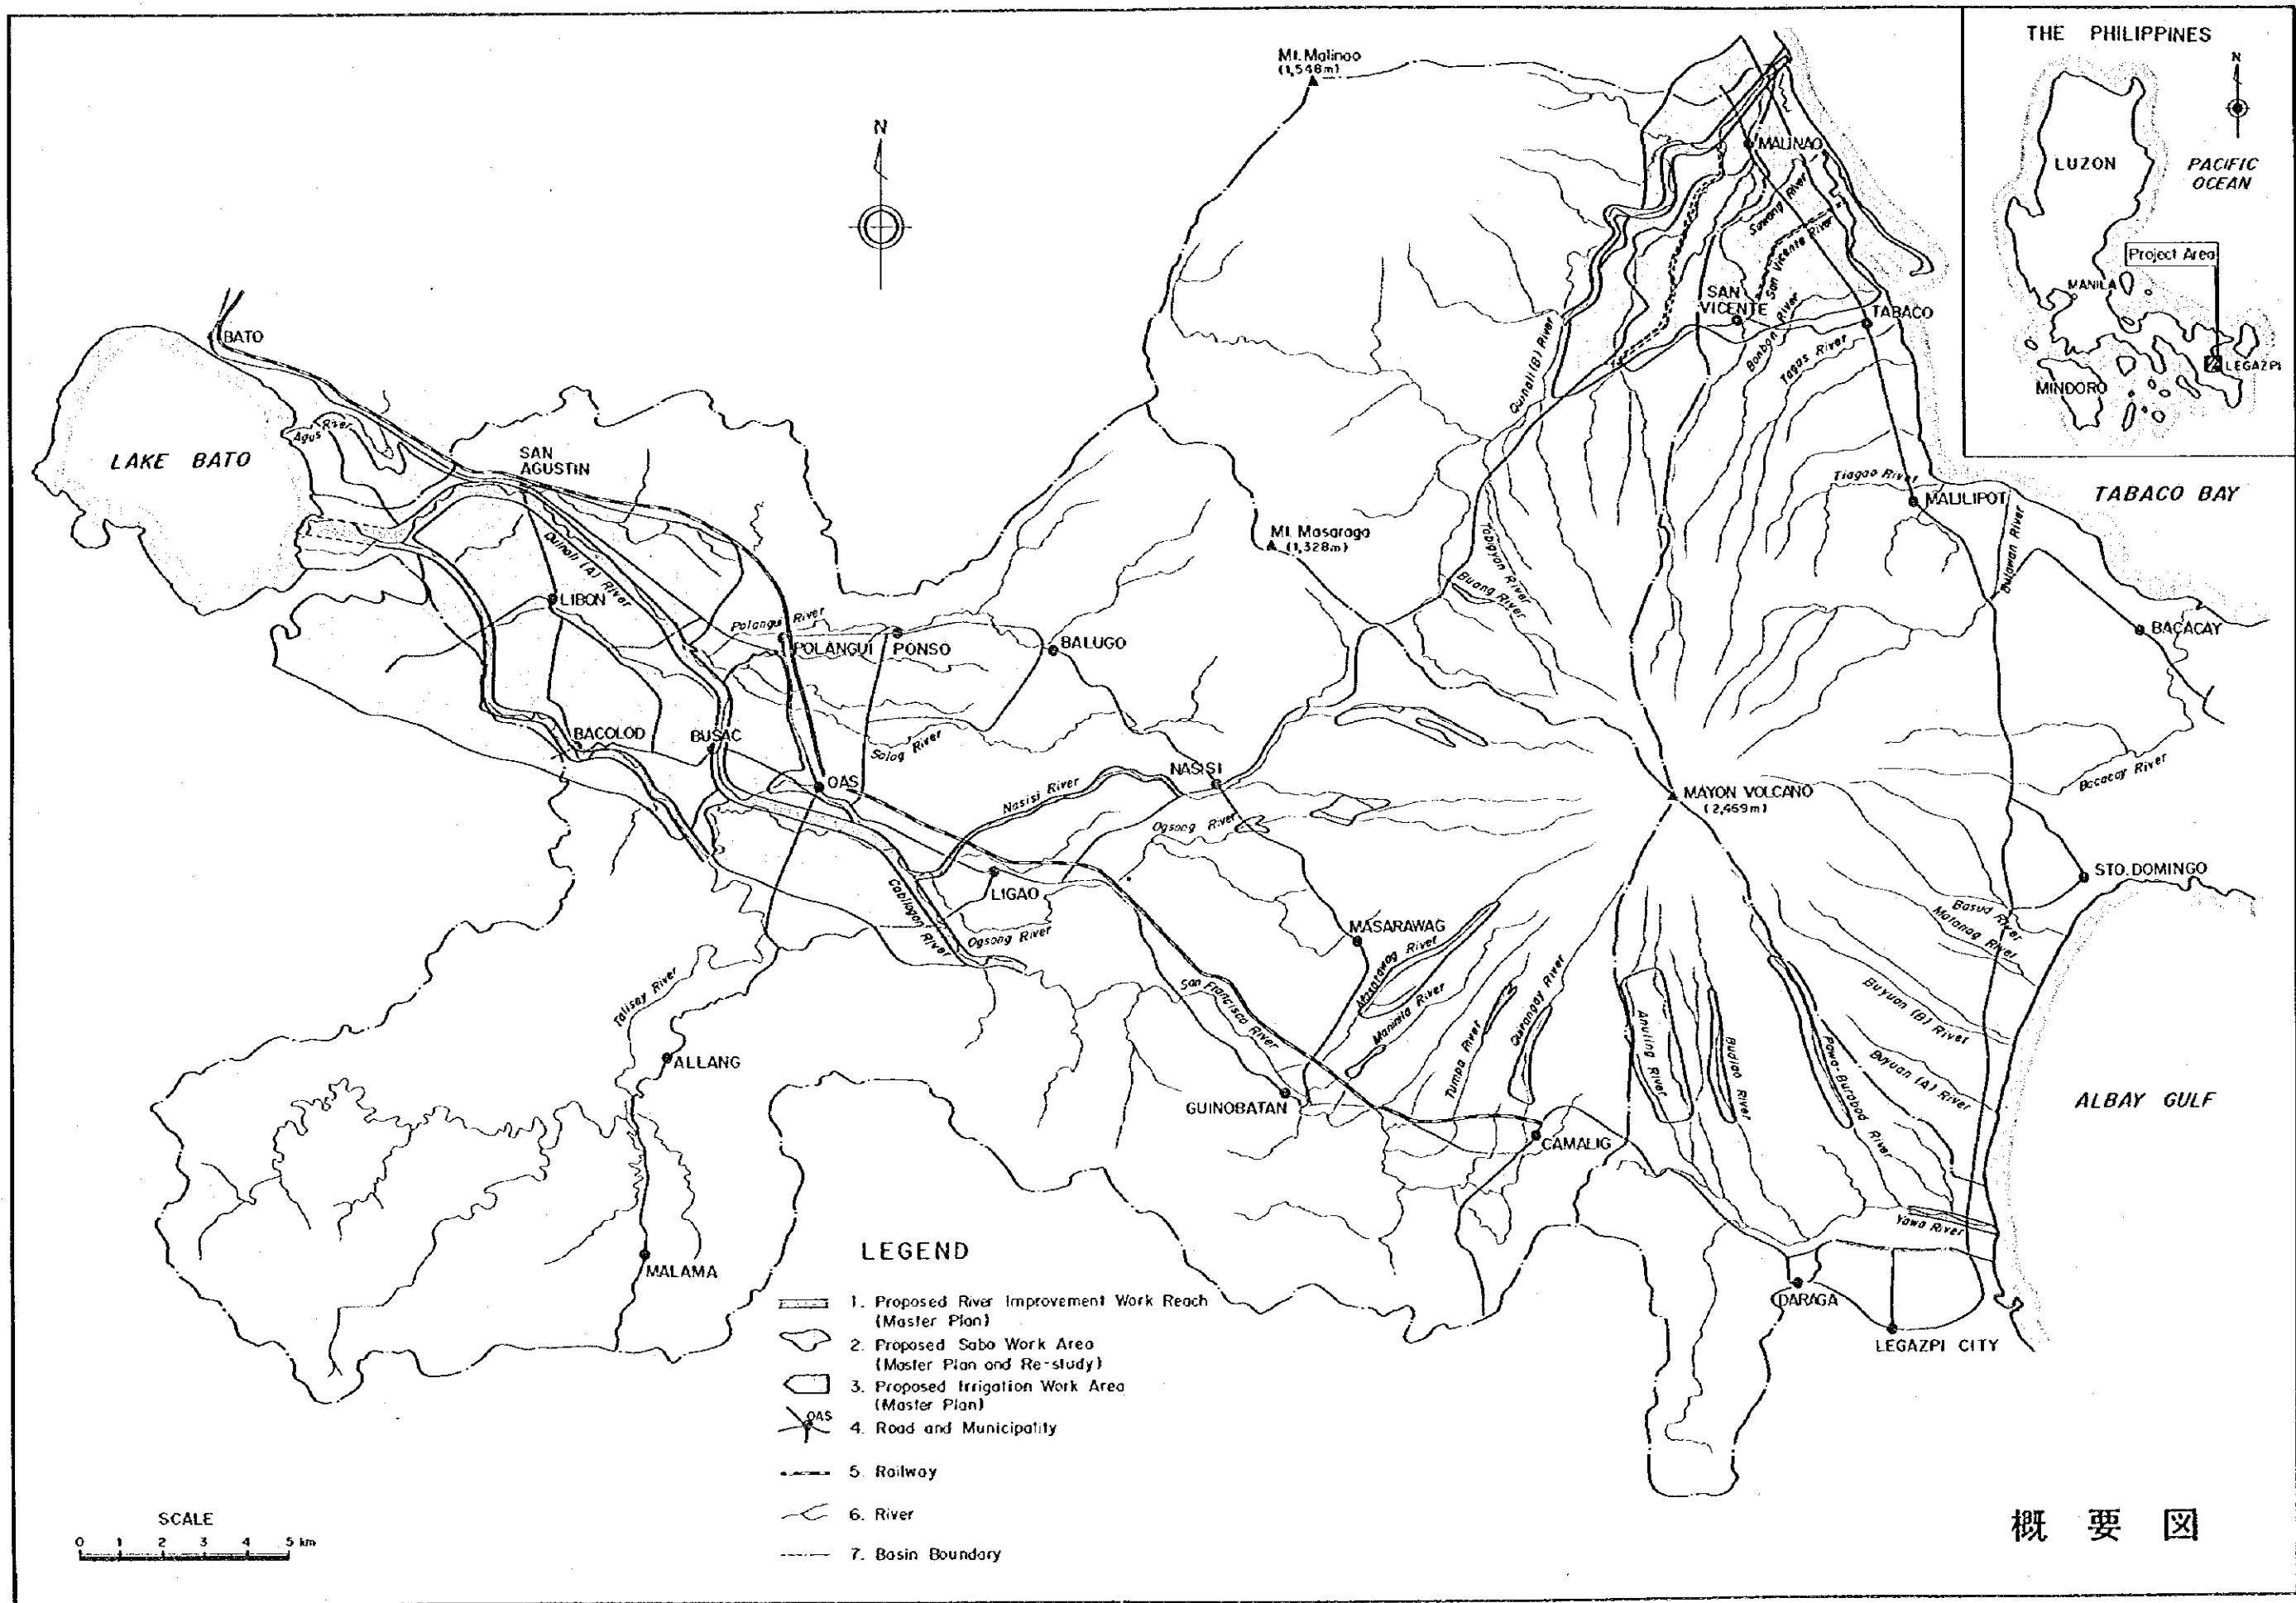 THE PHILIPPINES
N
LUZON
PACIFIC
OCEAN
Project Area
MANILA
LEGAZPI
MINDORO
Mt. Malinao
(1,548m)
N
MALINAO
Sawang River
San Vicente River
SAN
VICENTE
TABACO
Bonbon River
Tagas River
Quinali (B) River
BATO
Agus River
LAKE BATO
SAN
AGUSTIN
Tiagao River
MALILIPOT
TABACO BAY
Mt. Masaraga
(1,328m)
Quinali (A) River
Buang River
Bulawan River
LIBON
Polangui River
POLANGUI
PONSO
BALUGO
BACACAY
BACOLOD
BUSAC
Salog River
OAS
NASISI
Nasisi River
Bacacay River
MAYON VOLCANO
(2,469m)
Ogsong River
LIGAO
STO. DOMINGO
Cabilogan River
Basud River
Matanag River
MASARAWAG
Ogsong River
Masarawag River
Talisay River
San Francisco River
Maninila River
Quirangay River
Tumpa River
Anuling River
Budiao River
Pawa-Burabod River
Buyuan (B) River
Buyuan (A) River
ALLANG
GUINOBATAN
CAMALIG
ALBAY GULF
Yawa River
MALAMA
DARAGA
LEGAZPI CITY
LEGEND
1. Proposed River Improvement Work Reach
(Master Plan)
2. Proposed Sabo Work Area
(Master Plan and Re-study)
3. Proposed Irrigation Work Area
(Master Plan)
OAS
4. Road and Municipality
5. Railway
6. River
7. Basin Boundary
SCALE
0 1 2 3 4 5 km
概要図